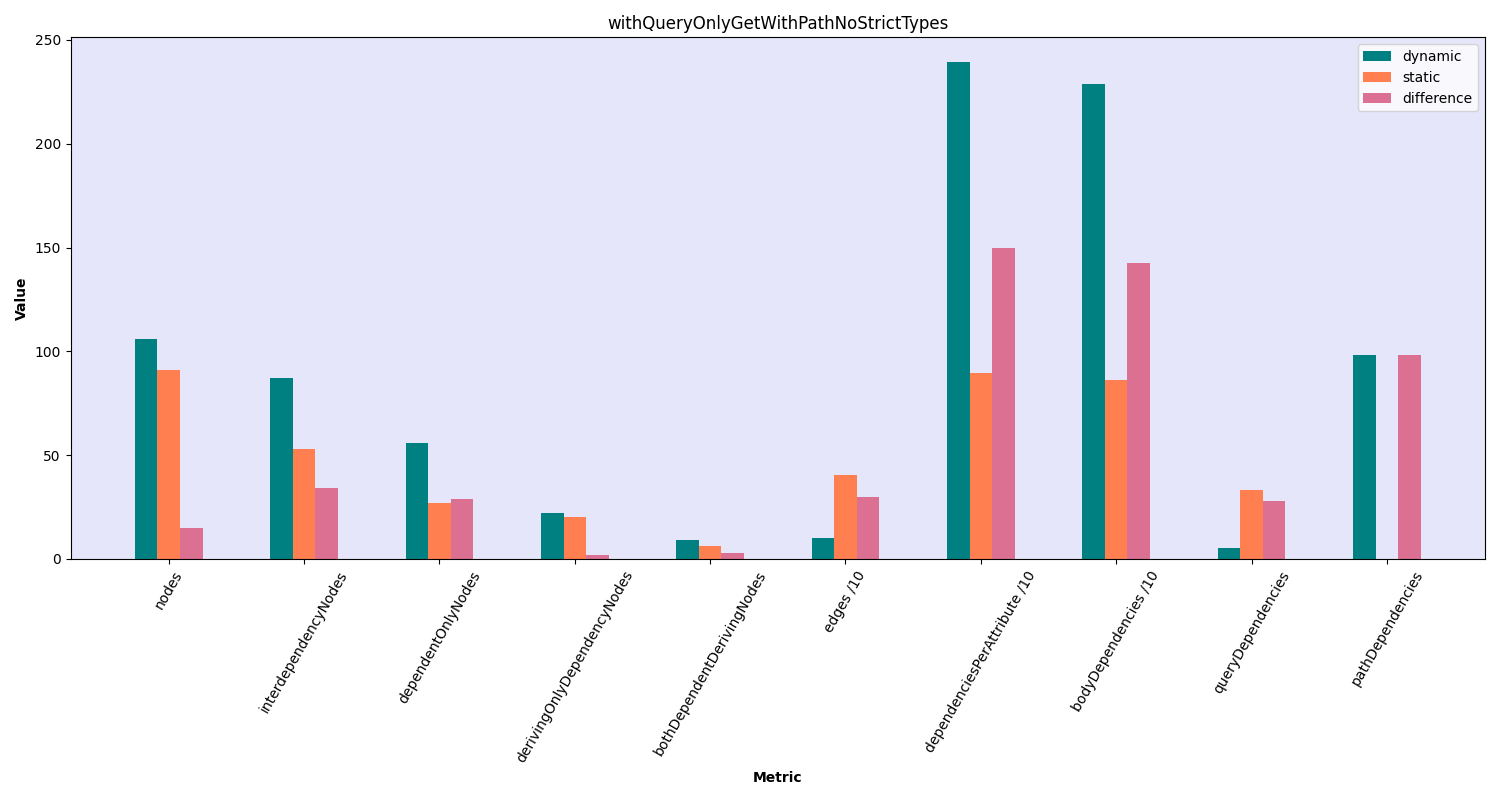 withQueryOnlyGetWithPathNoStrictTypes
250
200
150
100
50
0
Value
dynamic
static
difference
nodes
interdependencyNodes
dependentOnlyNodes
derivingOnlyDependencyNodes
bothDependentDerivingNodes
edges /10
dependenciesPerAttribute /10
bodyDependencies /10
queryDependencies
pathDependencies
Metric